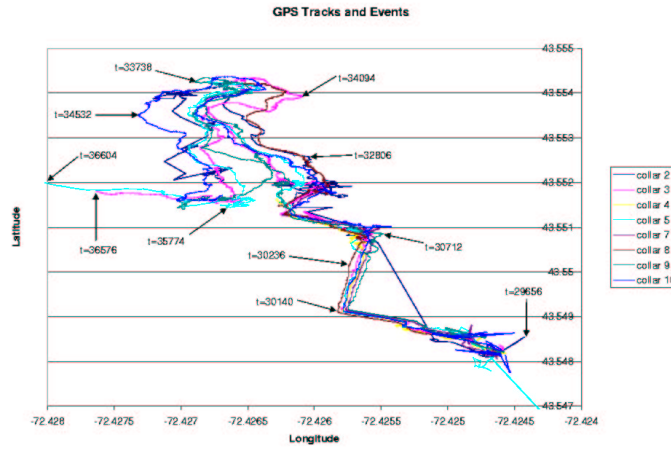 GPS Tracks and Events
43.555
t=33738
t=34094
43.554
t=34532
43.553
t=36604
t=32806
43.552
43.551
t=36576
t=35774
t=30712
t=30236
43.55
t=30140
t=29656
43.549
43.548
43.547
Latitude
-72.428
-72.4275
-72.427
-72.4265
-72.426
-72.4255
-72.425
-72.4245
-72.424
Longitude
collar 2
collar 3
collar 4
collar 5
collar 7
collar 8
collar 9